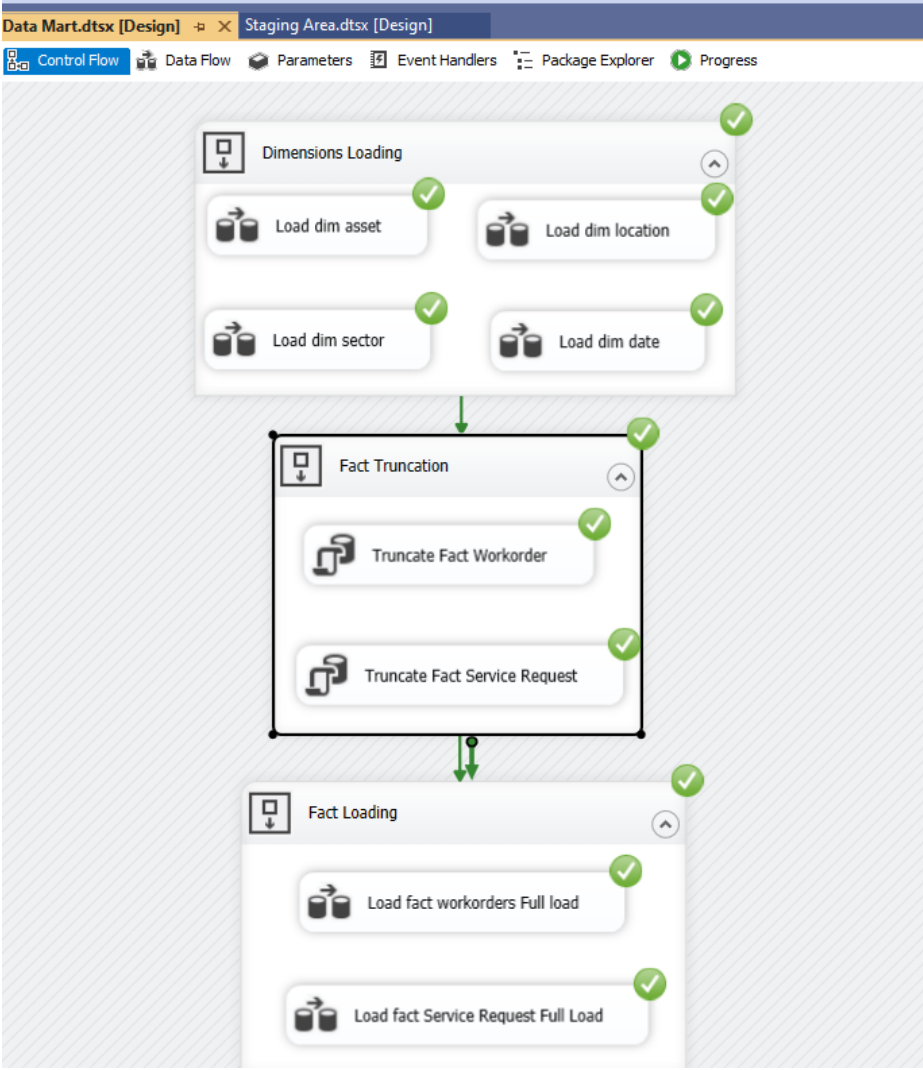 Data Mart.dtsx [Design] Staging Area.dtsx [Design]
Control Flow Data Flow Parameters Event Handlers Package Explorer Progress
Dimensions Loading
Load dim asset Load dim location
Load dim sector Load dim date
Fact Truncation
Truncate Fact Workorder
Truncate Fact Service Request
Fact Loading
Load fact workorders Full load
Load fact Service Request Full Load